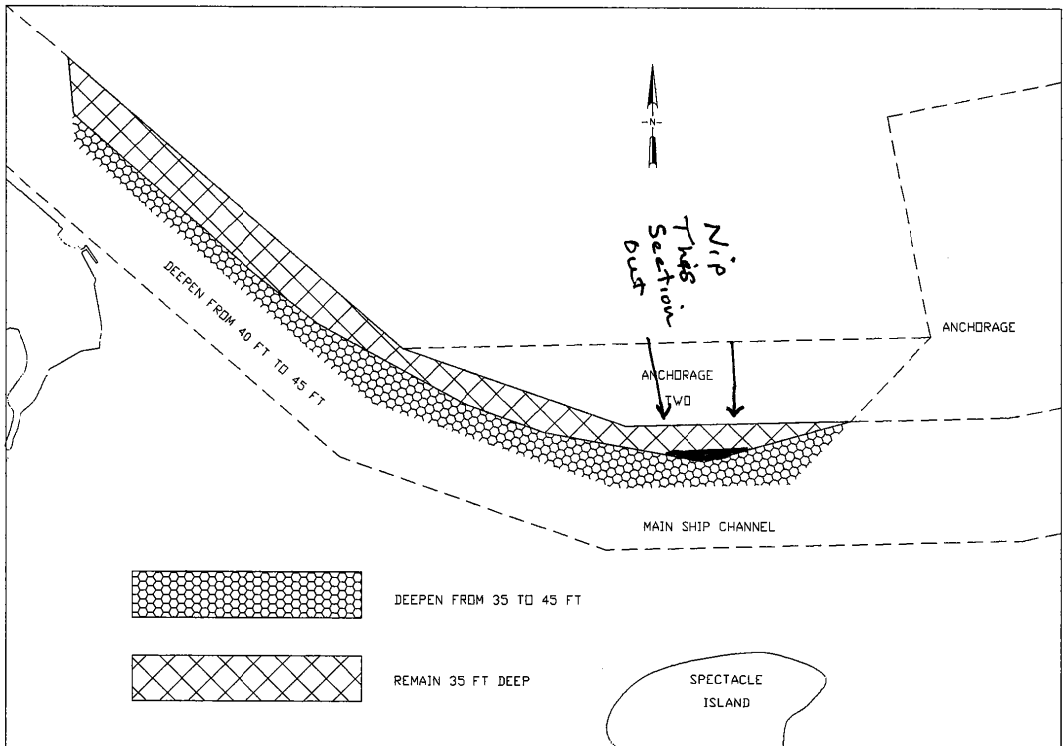 -N-
Nip
This
Section
out
ANCHORAGE
ANCHORAGE
TWO
DEEPEN FROM 40 FT TO 45 FT
MAIN SHIP CHANNEL
DEEPEN FROM 35 TO 45 FT
REMAIN 35 FT DEEP
SPECTACLE
ISLAND